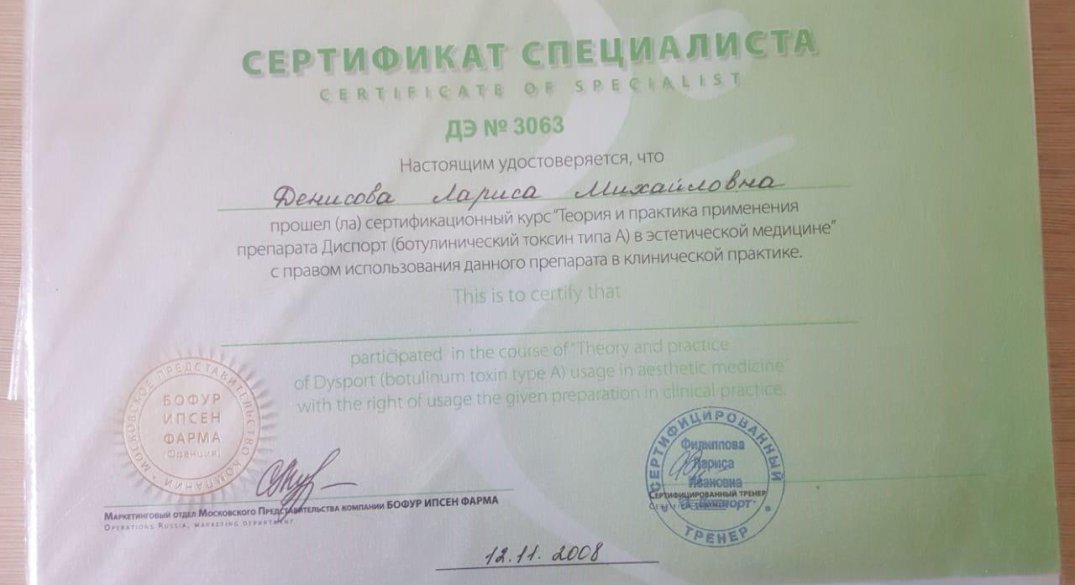 СЕРТИФИКАТ СПЕЦИАЛИСТА
CERTIFICATE OF SPECIALIST
ДЭ № 3063
Настоящим удостоверяется, что
Денисова Лариса Михайловна
прошел (ла) сертификационный курс "Теория и практика применения
препарата Диспорт (ботулинический токсин типа А) в эстетической медицине"
с правом использования данного препарата в клинической практике.
This is to certify that
participated in the course of "Theory and practice
of Dysport (botulinum toxin type A) usage in aesthetic medicine
with the right of usage the given preparation in clinical practice.
МОСКОВСКОЕ ПРЕДСТАВИТЕЛЬСТВО КОМПАНИИ
БОФУР
ИПСЕН
ФАРМА
(Франция)
Маркетинговый отдел Московского Представительства компании БОФУР ИПСЕН ФАРМА
Operations Russia, marketing department
СЕРТИФИЦИРОВАННЫЙ
Филиппова
Лариса
Ивановна
Сертифицированный тренер
ТРЕНЕР
12.11.2008